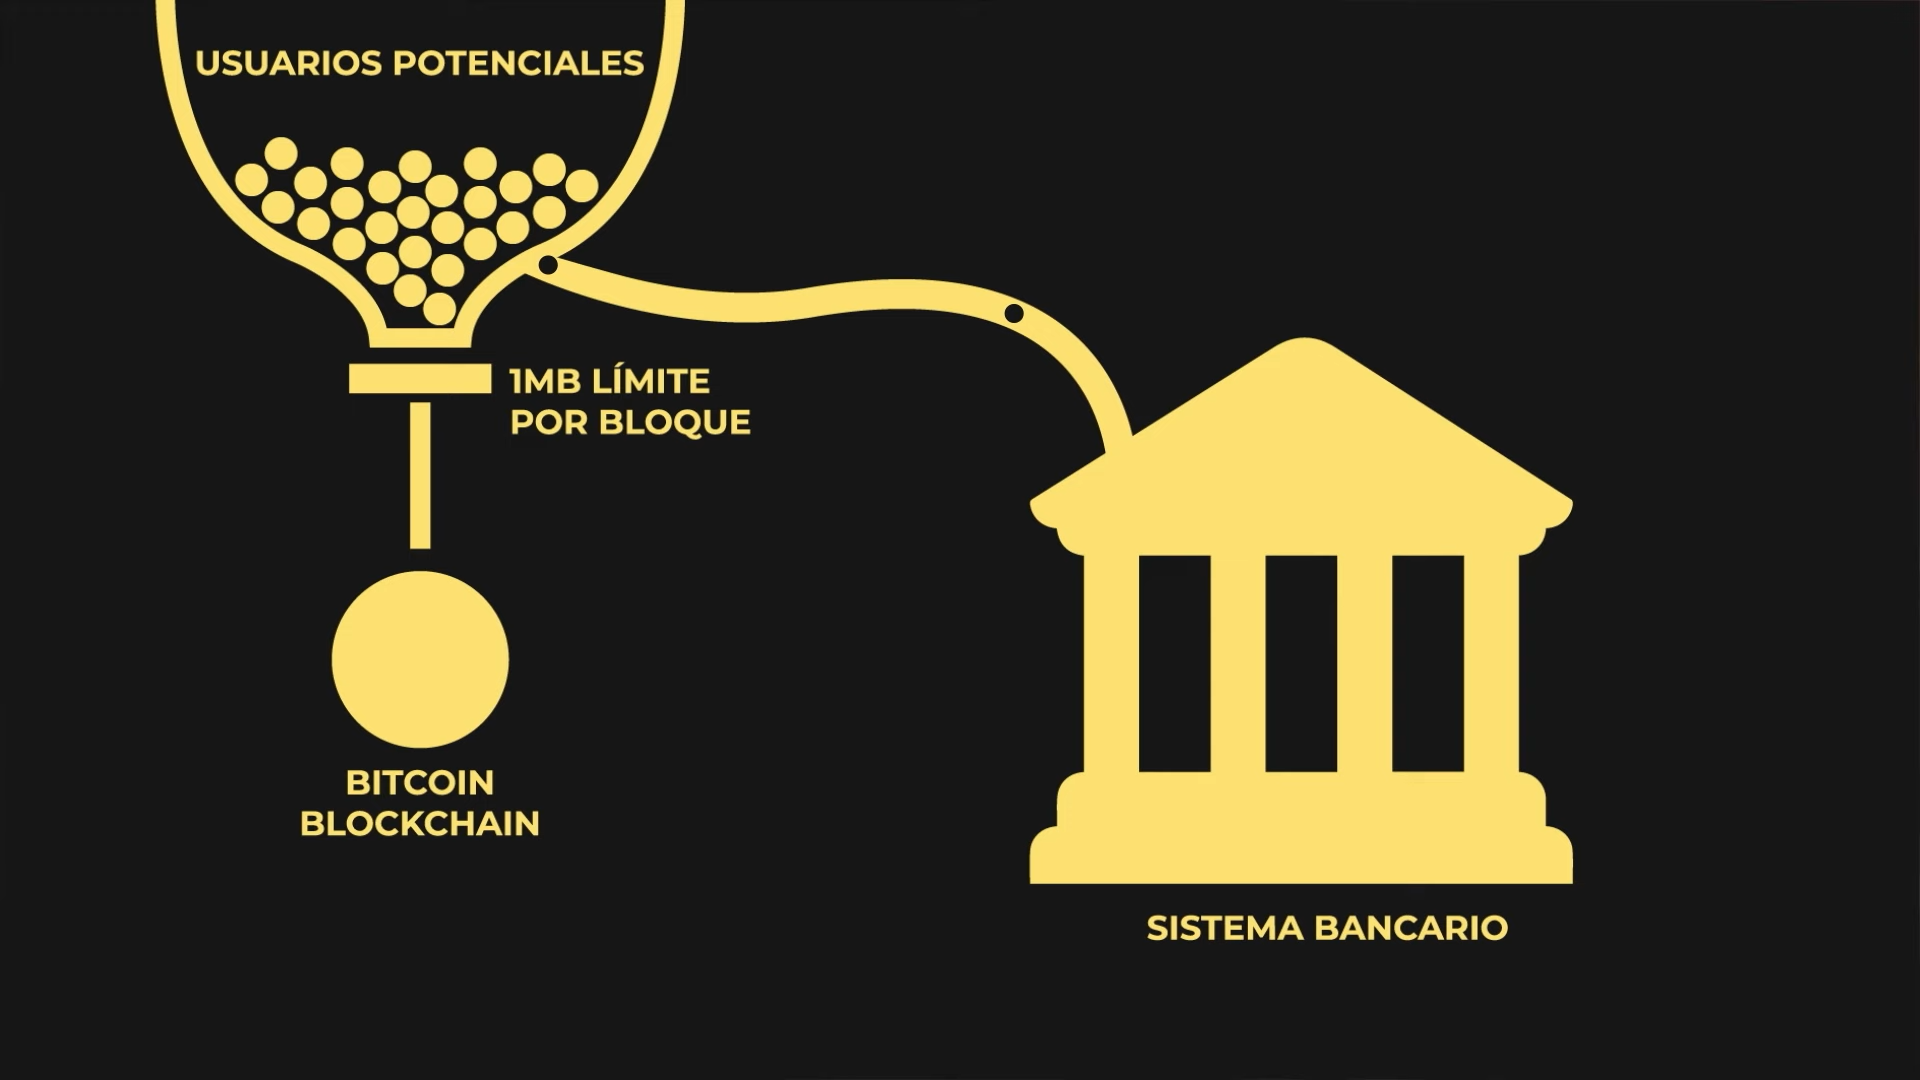 USUARIOS POTENCIALES
1MB LÍMITE
POR BLOQUE
BITCOIN
BLOCKCHAIN
SISTEMA BANCARIO